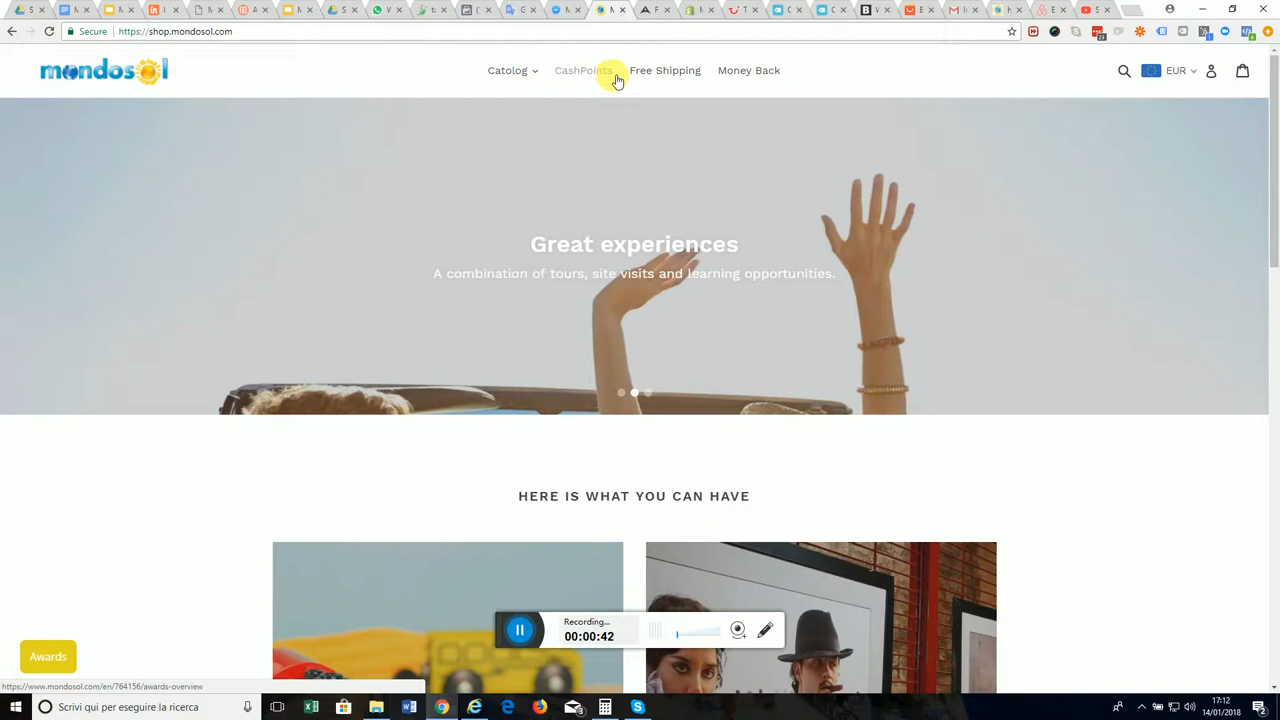 Secure
https://shop.mondosol.com
mondosol
Catolog
CashPoints
Free Shipping
Money Back
EUR
Great experiences
A combination of tours, site visits and learning opportunities.
HERE IS WHAT YOU CAN HAVE
Recording...
00:00:42
Awards
https://www.mondosol.com/en/764156/awards-overview
Scrivi qui per eseguire la ricerca
17:12
14/01/2018